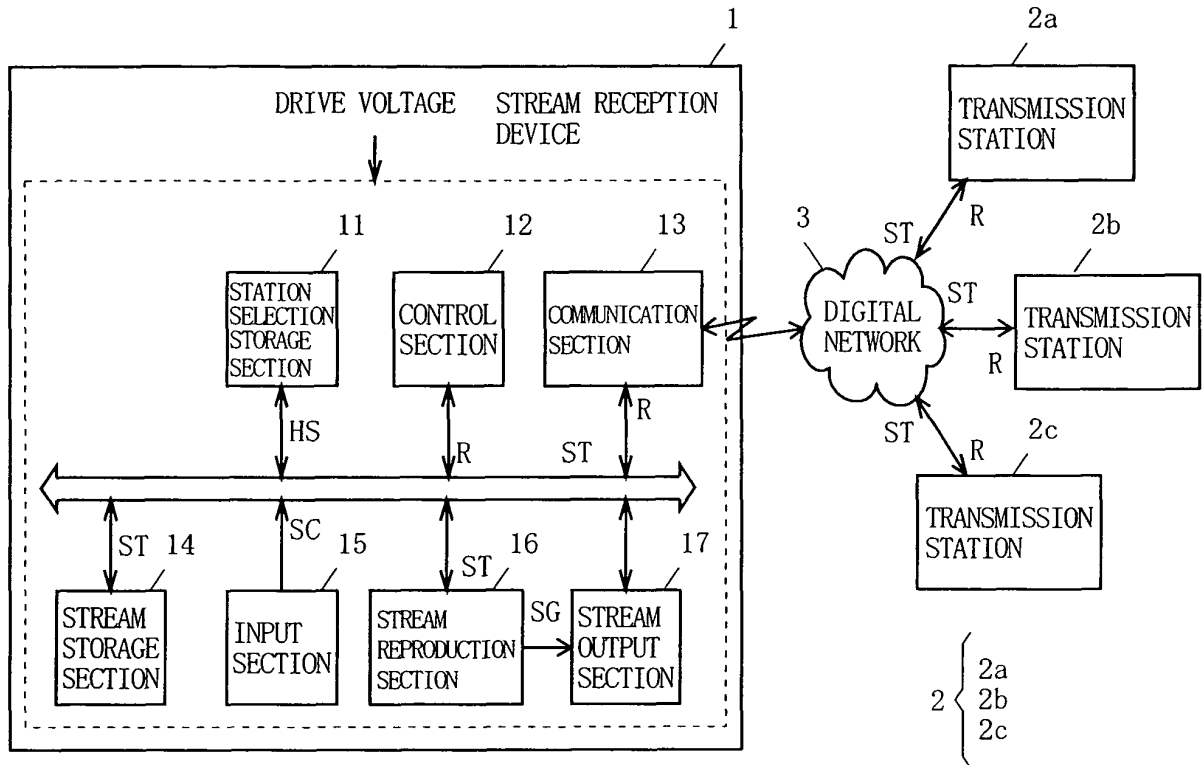 1
2a
DRIVE VOLTAGE
STREAM RECEPTION
DEVICE
TRANSMISSION
STATION
R
ST
11
12
13
3
2b
STATION
SELECTION
STORAGE
SECTION
CONTROL
SECTION
COMMUNICATION
SECTION
DIGITAL
NETWORK
ST
R
TRANSMISSION
STATION
HS
R
ST
R
ST
R
2c
TRANSMISSION
STATION
ST
14
SC
15
ST
16
17
STREAM
STORAGE
SECTION
INPUT
SECTION
STREAM
REPRODUCTION
SECTION
SG
STREAM
OUTPUT
SECTION
2
2a
2b
2c